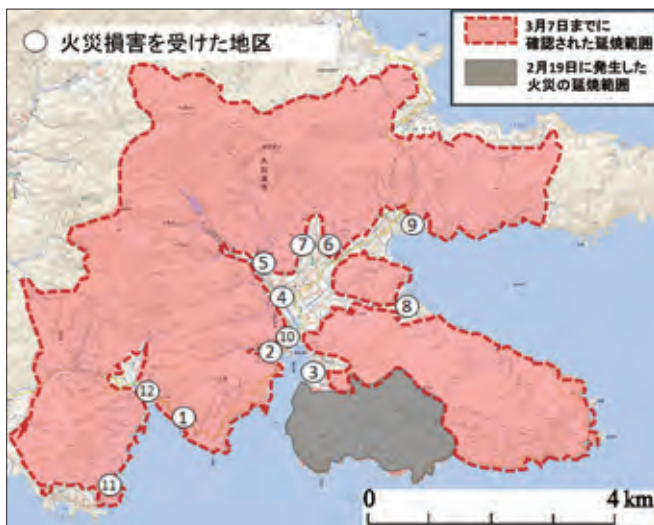 火災損害を受けた地区
3月7日までに
確認された延焼範囲
2月19日に発生した
火災の延焼範囲
⑨
⑦
⑥
⑤
④
⑧
⑩
②
③
⑫
①
⑪
0
4 km